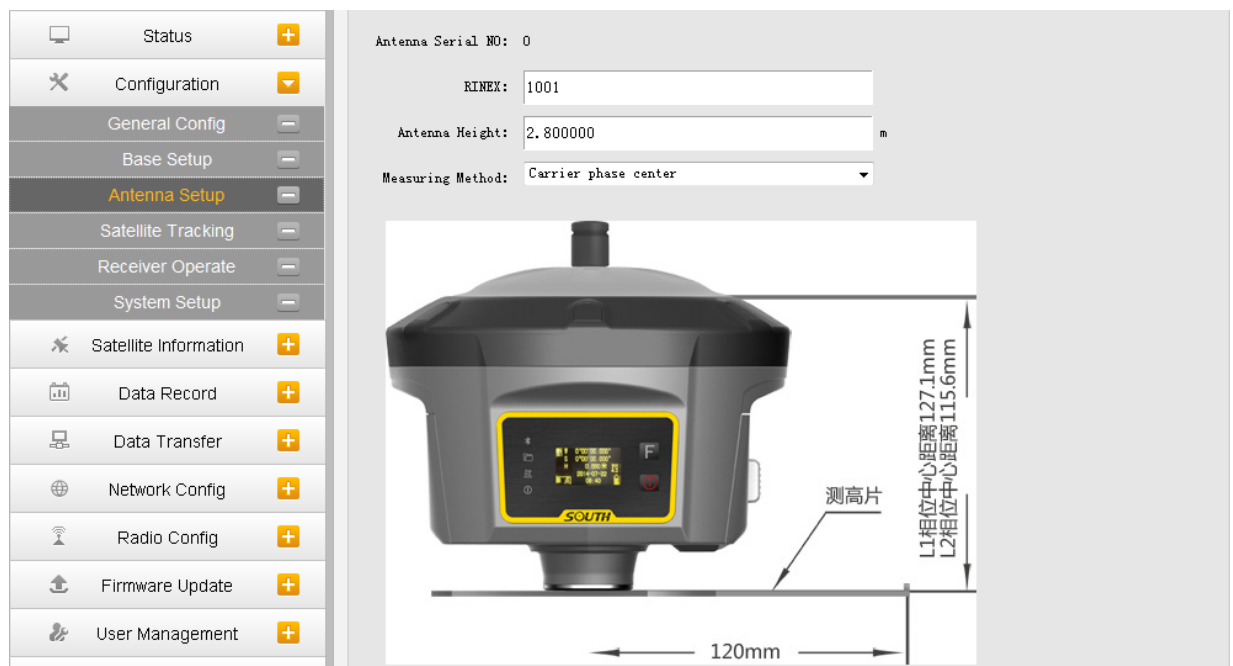 Status
Configuration
General Config
Base Setup
Antenna Setup
Satellite Tracking
Receiver Operate
System Setup
Satellite Information
Data Record
Data Transfer
Network Config
Radio Config
Firmware Update
User Management
Antenna Serial NO: 0
RINEX: 1001
Antenna Height: 2.800000 m
Measuring Method: Carrier phase center
F
SOUTH
测高片
L1相位中心距离127.1mm
L2相位中心距离115.6mm
120mm